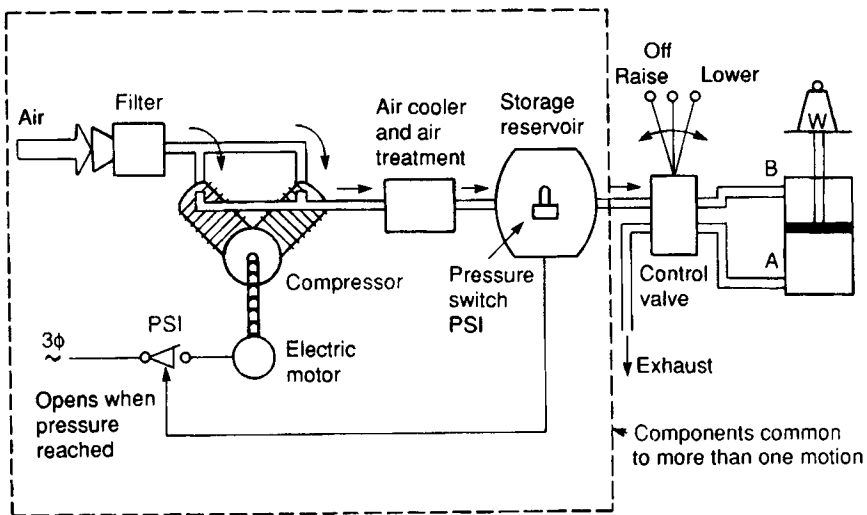 Air
Filter
Air cooler
and air
treatment
Storage
reservoir
Off
Raise
Lower
W
B
A
Control
valve
Pressure
switch
PSI
Compressor
Electric
motor
3ϕ
~
PSI
Opens when
pressure
reached
Exhaust
Components common
to more than one motion